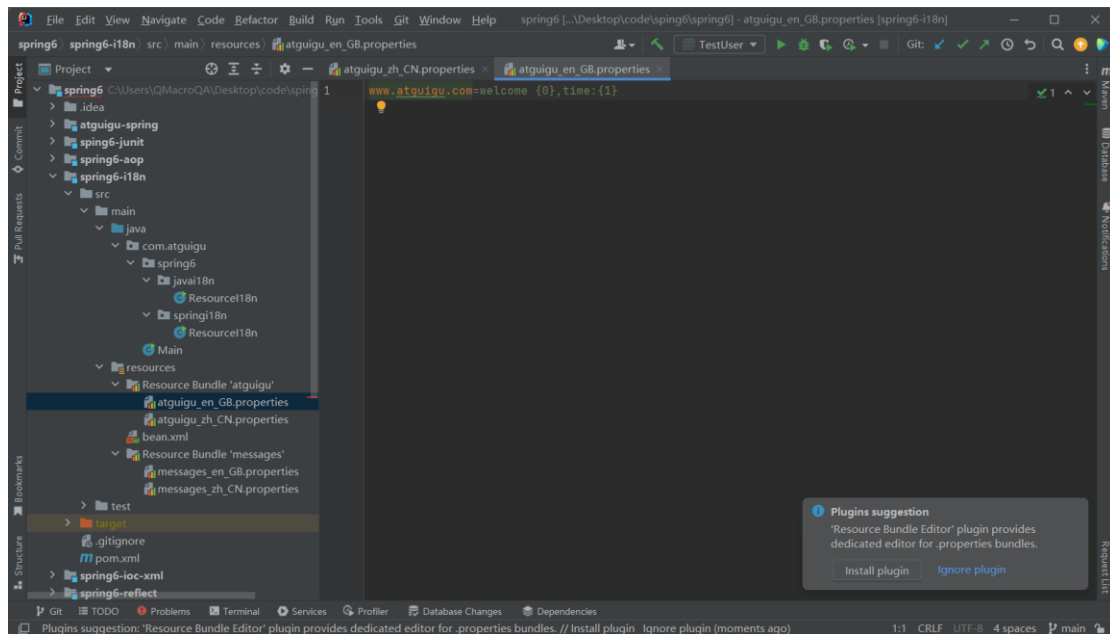 File Edit View Navigate Code Refactor Build Run Tools Git Window Help spring6 [...\Desktop\code\sping6\spring6] - atguigu_en_GB.properties [spring6-i18n]
spring6 spring6-i18n src main resources atguigu_en_GB.properties TestUser Git:
Project atguigu_zh_CN.properties atguigu_en_GB.properties
spring6 C:\Users\QMacroQA\Desktop\code\sping 1 www.atguigu.com=welcome {0},time:{1} 1
.idea
atguigu-spring
sping6-junit
spring6-aop
spring6-i18n
src
main
java
com.atguigu
spring6
javai18n
ResourceI18n
springi18n
ResourceI18n
Main
resources
Resource Bundle 'atguigu'
atguigu_en_GB.properties
atguigu_zh_CN.properties
bean.xml
Resource Bundle 'messages'
messages_en_GB.properties
messages_zh_CN.properties
test
target
.gitignore
pom.xml
spring6-ioc-xml
spring6-reflect
Project
Commit
Pull Requests
Bookmarks
Structure
Maven
Database
Notifications
Request List
Plugins suggestion
'Resource Bundle Editor' plugin provides
dedicated editor for .properties bundles.
Install plugin Ignore plugin
Git TODO Problems Terminal Services Profiler Database Changes Dependencies
Plugins suggestion: 'Resource Bundle Editor' plugin provides dedicated editor for .properties bundles. // Install plugin Ignore plugin (moments ago) 1:1 CRLF UTF-8 4 spaces main